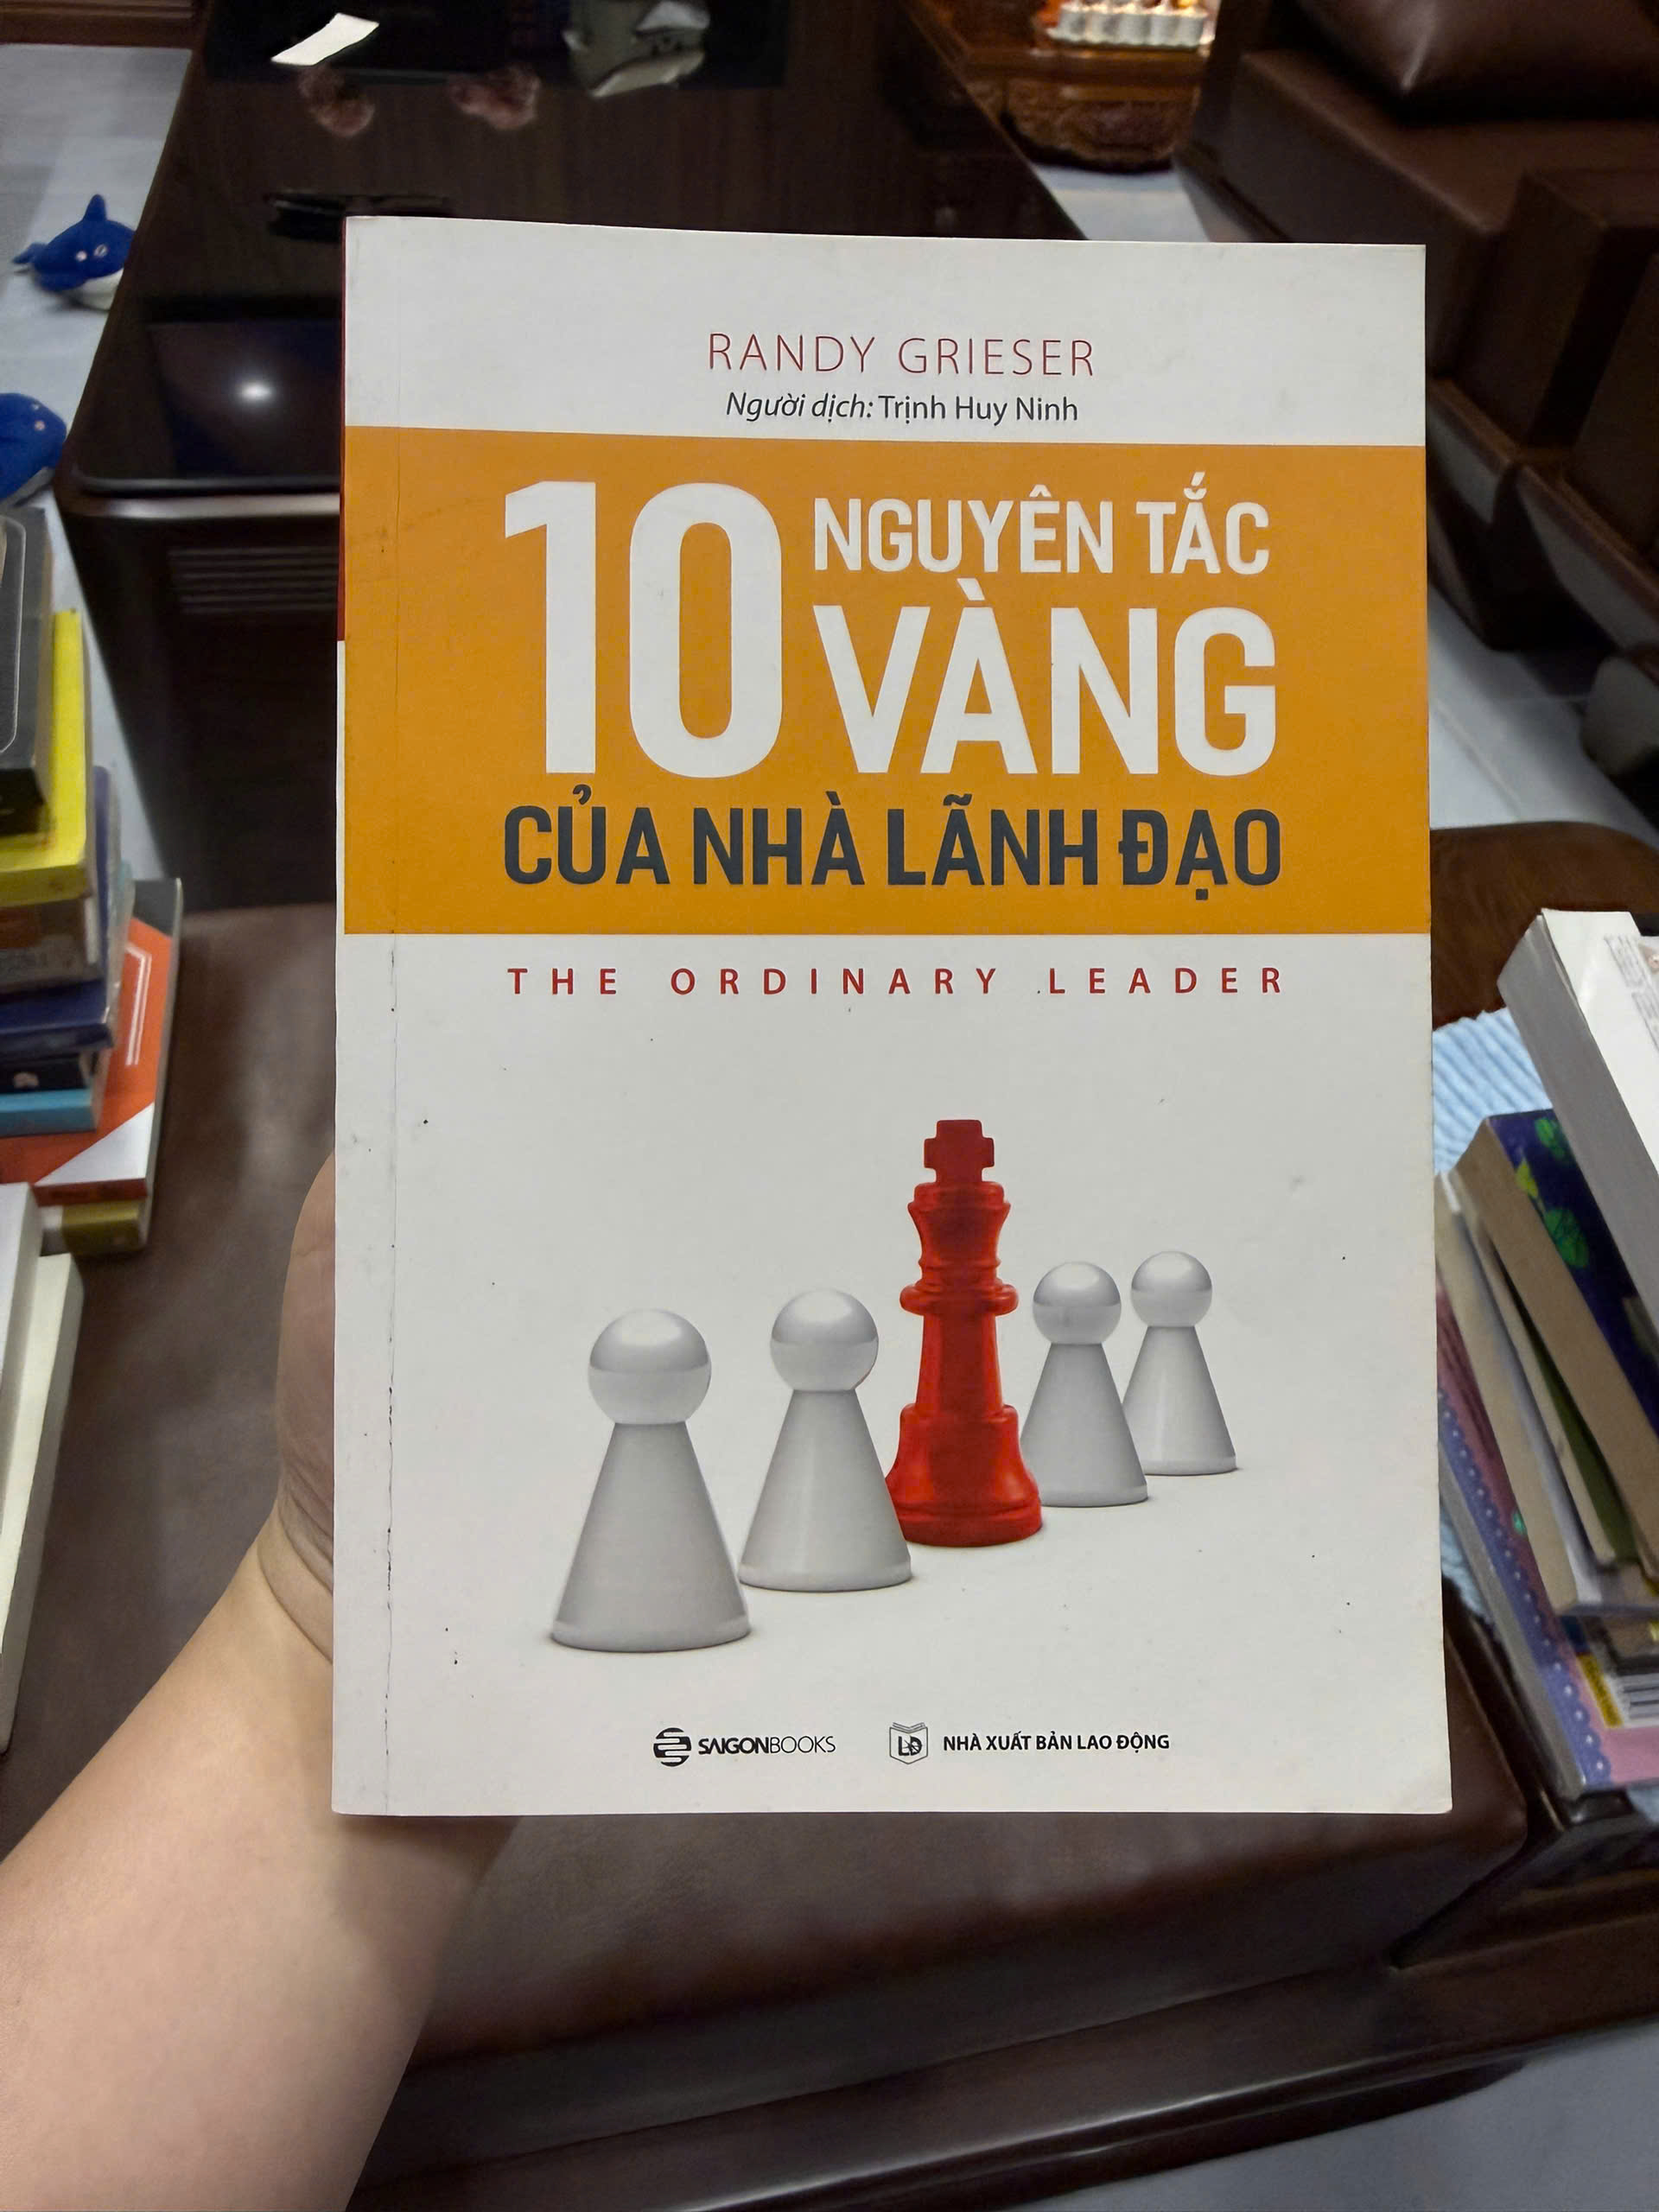 RANDY GRIESER
Người dịch: Trịnh Huy Ninh
10 NGUYÊN TẮC
VÀNG
CỦA NHÀ LÃNH ĐẠO
THE ORDINARY LEADER
SAIGONBOOKS
LĐ NHÀ XUẤT BẢN LAO ĐỘNG